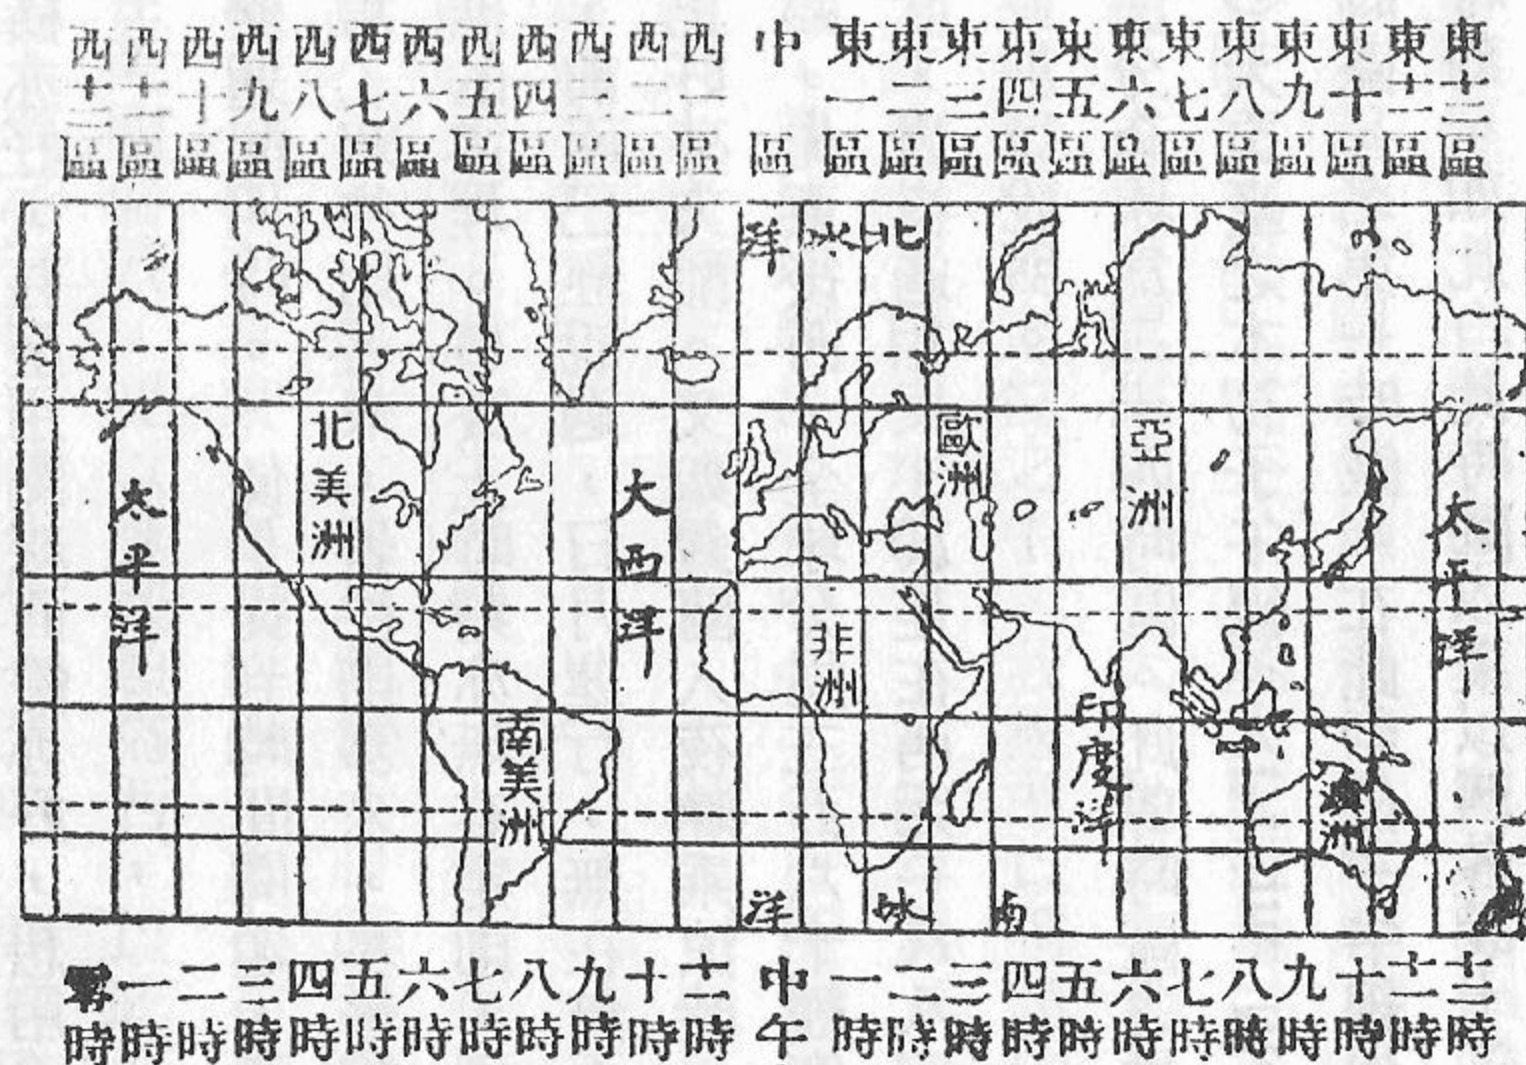 西十二區
西十一區
西十區
西九區
西八區
西七區
西六區
西五區
西四區
西三區
西二區
西一區
中區
東一區
東二區
東三區
東四區
東五區
東六區
東七區
東八區
東九區
東十區
東十一區
東十二區
北冰洋
太平洋
北美洲
大西洋
歐洲
亞洲
太平洋
非洲
南美洲
印度洋
澳洲
南冰洋
零時
一時
二時
三時
四時
五時
六時
七時
八時
九時
十時
十一時
中午
一時
二時
三時
四時
五時
六時
七時
八時
九時
十時
十一時
十二時